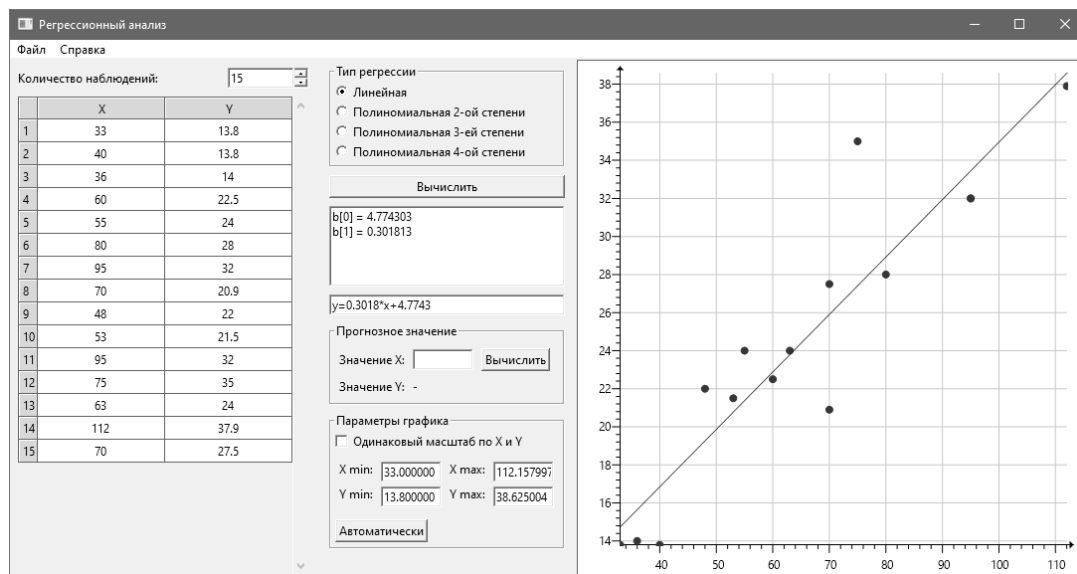 Регрессионный анализ
Файл Справка
Количество наблюдений: 15
X Y
1 33 13.8
2 40 13.8
3 36 14
4 60 22.5
5 55 24
6 80 28
7 95 32
8 70 20.9
9 48 22
10 53 21.5
11 95 32
12 75 35
13 63 24
14 112 37.9
15 70 27.5
Тип регрессии
Линейная
Полиномиальная 2-ой степени
Полиномиальная 3-ей степени
Полиномиальная 4-ой степени
Вычислить
b[0] = 4.774303
b[1] = 0.301813
y=0.3018*x+4.7743
Прогнозное значение
Значение X: Вычислить
Значение Y: -
Параметры графика
Одинаковый масштаб по X и Y
X min: 33.000000 X max: 112.157997
Y min: 13.800000 Y max: 38.625004
Автоматически
38
36
34
32
30
28
26
24
22
20
18
16
14
40 50 60 70 80 90 100 110